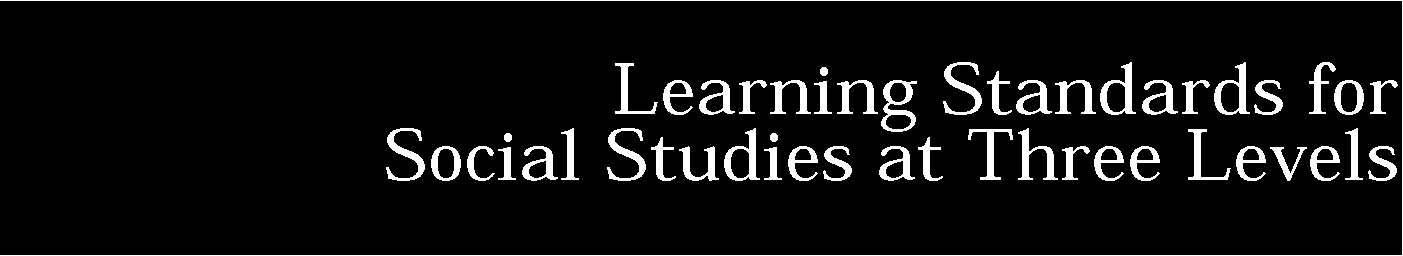 Learning Standards for
Social Studies at Three Levels